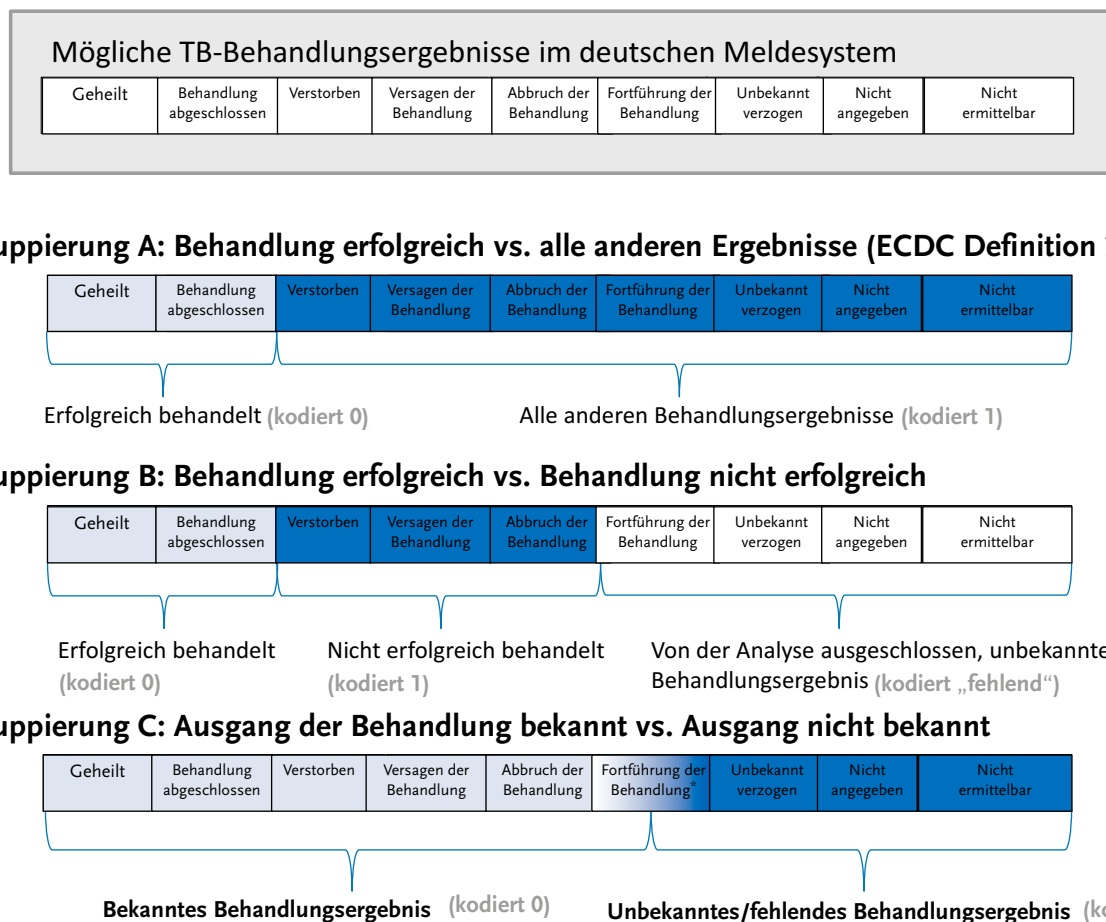 Mögliche TB-Behandlungsergebnisse im deutschen Meldesystem
Geheilt Behandlung abgeschlossen Verstorben Versagen der Behandlung Abbruch der Behandlung Fortführung der Behandlung Unbekannt verzogen Nicht angegeben Nicht ermittelbar
uppierung A: Behandlung erfolgreich vs. alle anderen Ergebnisse (ECDC Definition
Geheilt Behandlung abgeschlossen Verstorben Versagen der Behandlung Abbruch der Behandlung Fortführung der Behandlung Unbekannt verzogen Nicht angegeben Nicht ermittelbar
Erfolgreich behandelt (kodiert 0) Alle anderen Behandlungsergebnisse (kodiert 1)
uppierung B: Behandlung erfolgreich vs. Behandlung nicht erfolgreich
Geheilt Behandlung abgeschlossen Verstorben Versagen der Behandlung Abbruch der Behandlung Fortführung der Behandlung Unbekannt verzogen Nicht angegeben Nicht ermittelbar
Erfolgreich behandelt
(kodiert 0)
Nicht erfolgreich behandelt
(kodiert 1)
Von der Analyse ausgeschlossen, unbekannte
Behandlungsergebnis (kodiert „fehlend“)
uppierung C: Ausgang der Behandlung bekannt vs. Ausgang nicht bekannt
Geheilt Behandlung abgeschlossen Verstorben Versagen der Behandlung Abbruch der Behandlung Fortführung der Behandlung* Unbekannt verzogen Nicht angegeben Nicht ermittelbar
Bekanntes Behandlungsergebnis (kodiert 0) Unbekanntes/fehlendes Behandlungsergebnis (ko